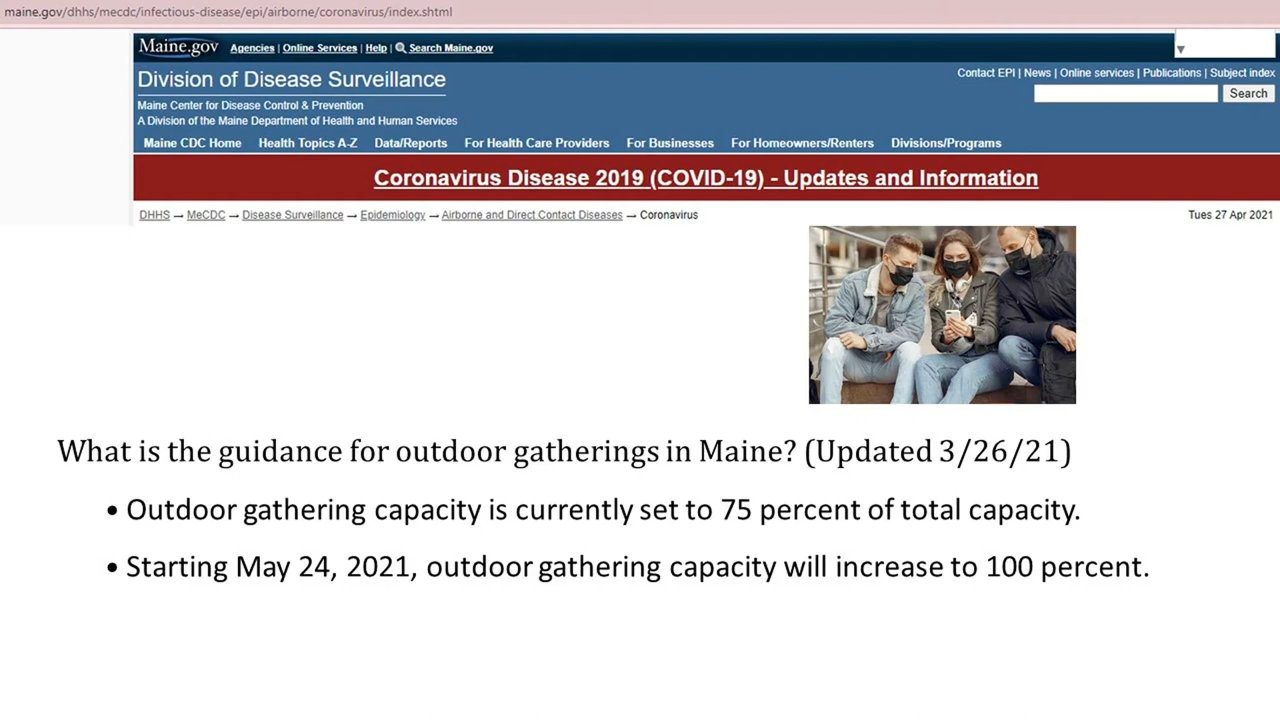 maine.gov/dhhs/mecdc/infectious-disease/epi/airborne/coronavirus/index.shtml
Maine.gov Agencies | Online Services | Help | Search Maine.gov
Contact EPI | News | Online services | Publications | Subject index
Division of Disease Surveillance
Search
Maine Center for Disease Control & Prevention
A Division of the Maine Department of Health and Human Services
Maine CDC Home Health Topics A-Z Data/Reports For Health Care Providers For Businesses For Homeowners/Renters Divisions/Programs
Coronavirus Disease 2019 (COVID-19) - Updates and Information
DHHS → MeCDC → Disease Surveillance → Epidemiology → Airborne and Direct Contact Diseases → Coronavirus
Tues 27 Apr 2021
What is the guidance for outdoor gatherings in Maine? (Updated 3/26/21)
• Outdoor gathering capacity is currently set to 75 percent of total capacity.
• Starting May 24, 2021, outdoor gathering capacity will increase to 100 percent.